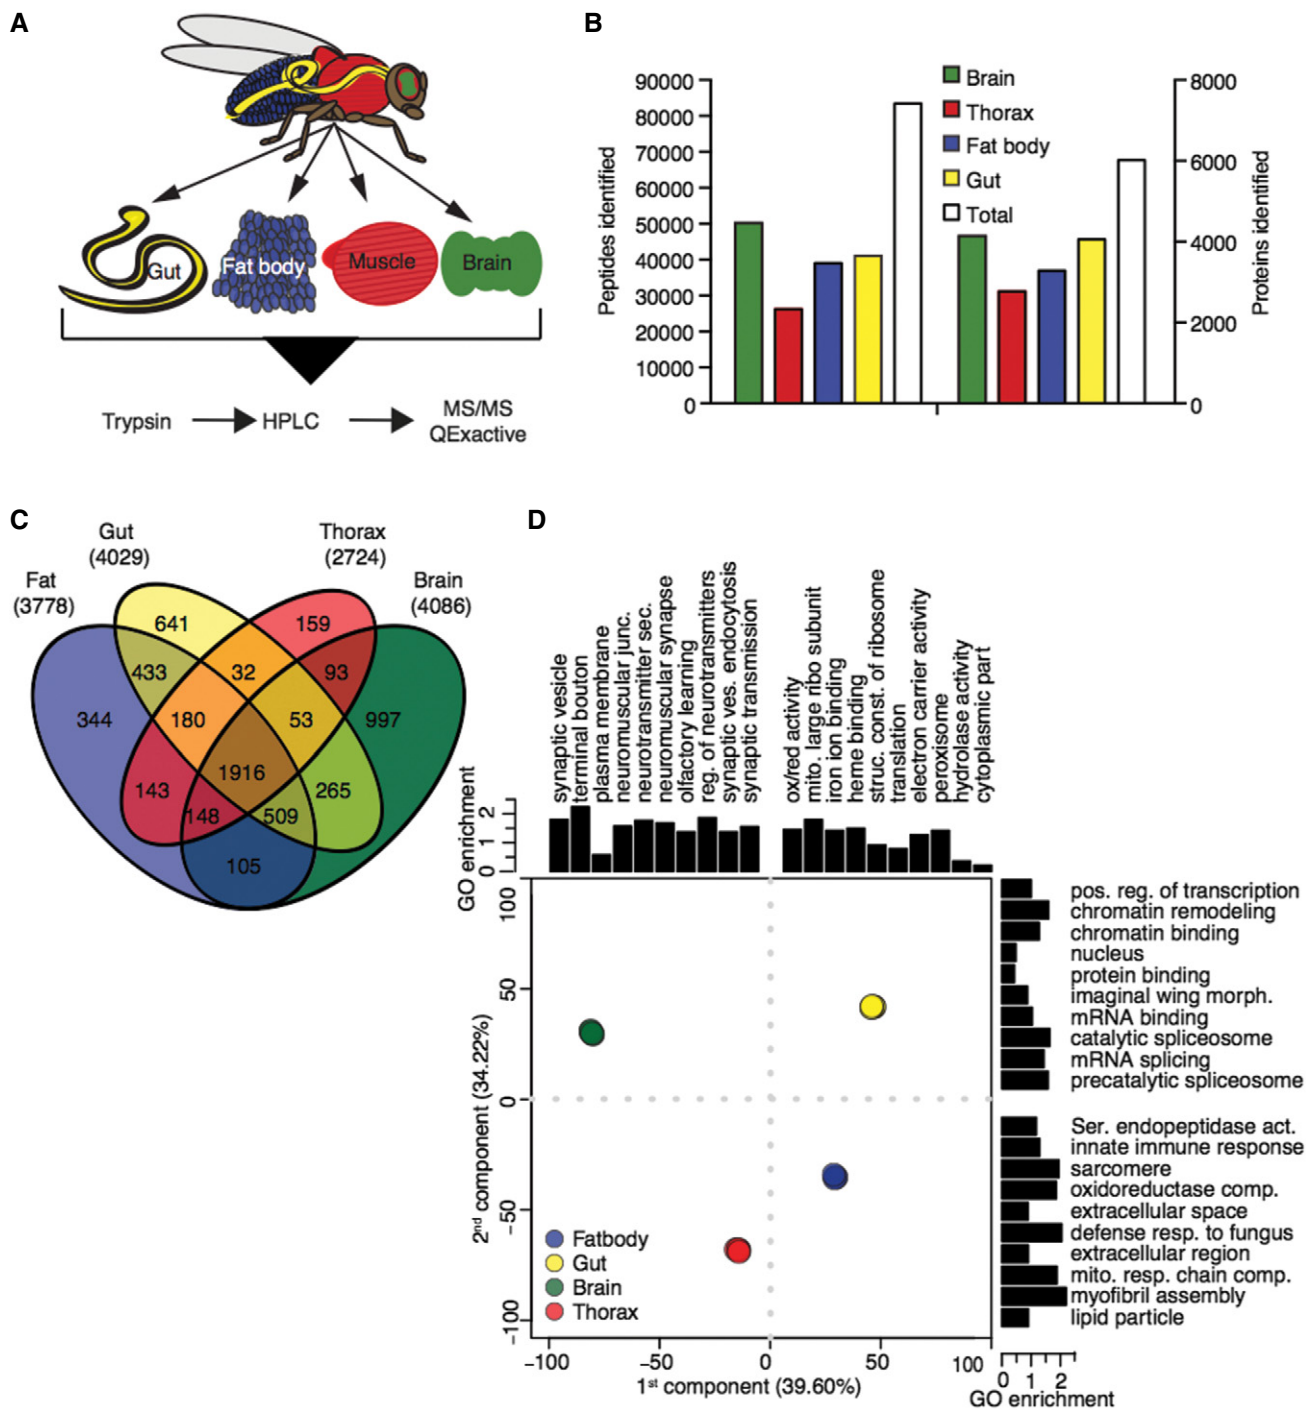 A
Gut
Fat body
Muscle
Brain
Trypsin
HPLC
MS/MS
QExactive
B
Peptides identified
90000
80000
70000
60000
50000
40000
30000
20000
10000
0
Brain
Thorax
Fat body
Gut
Total
8000
6000
4000
2000
0
Proteins identified
C
Gut
(4029)
Thorax
(2724)
Fat
(3778)
Brain
(4086)
641
159
433
32
93
344
180
53
997
1916
143
265
148
509
105
D
synaptic vesicle
terminal bouton
plasma membrane
neuromuscular junc.
neurotransmitter sec.
neuromuscular synapse
olfactory learning
reg. of neurotransmitters
synaptic ves. endocytosis
synaptic transmission
ox/red activity
mito. large ribo subunit
iron ion binding
heme binding
struc. const. of ribosome
translation
electron carrier activity
peroxisome
hydrolase activity
cytoplasmic part
GO enrichment
2
1
0
100
50
0
−50
−100
2nd component (34.22%)
Fatbody
Gut
Brain
Thorax
−100
−50
0
50
100
1st component (39.60%)
pos. reg. of transcription
chromatin remodeling
chromatin binding
nucleus
protein binding
imaginal wing morph.
mRNA binding
catalytic spliceosome
mRNA splicing
precatalytic spliceosome
Ser. endopeptidase act.
innate immune response
sarcomere
oxidoreductase comp.
extracellular space
defense resp. to fungus
extracellular region
mito. resp. chain comp.
myofibril assembly
lipid particle
0 1 2
GO enrichment